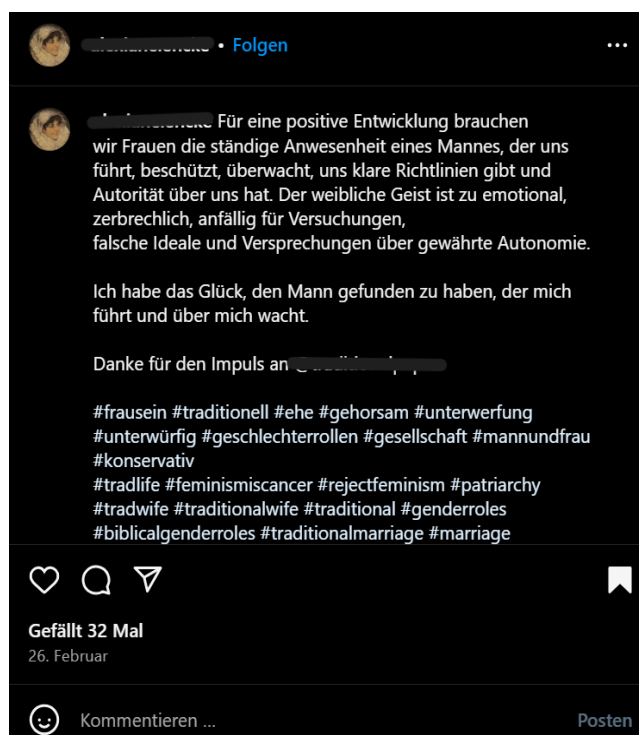 • Folgen
Für eine positive Entwicklung brauchen
wir Frauen die ständige Anwesenheit eines Mannes, der uns
führt, beschützt, überwacht, uns klare Richtlinien gibt und
Autorität über uns hat. Der weibliche Geist ist zu emotional,
zerbrechlich, anfällig für Versuchungen,
falsche Ideale und Versprechungen über gewährte Autonomie.
Ich habe das Glück, den Mann gefunden zu haben, der mich
führt und über mich wacht.
Danke für den Impuls an
#frausein #traditionell #ehe #gehorsam #unterwerfung
#unterwürfig #geschlechterrollen #gesellschaft #mannundfrau
#konservativ
#tradlife #feminismiscancer #rejectfeminism #patriarchy
#tradwife #traditionalwife #traditional #genderroles
#biblicalgenderroles #traditionalmarriage #marriage
Gefällt 32 Mal
26. Februar
Kommentieren ...
Posten